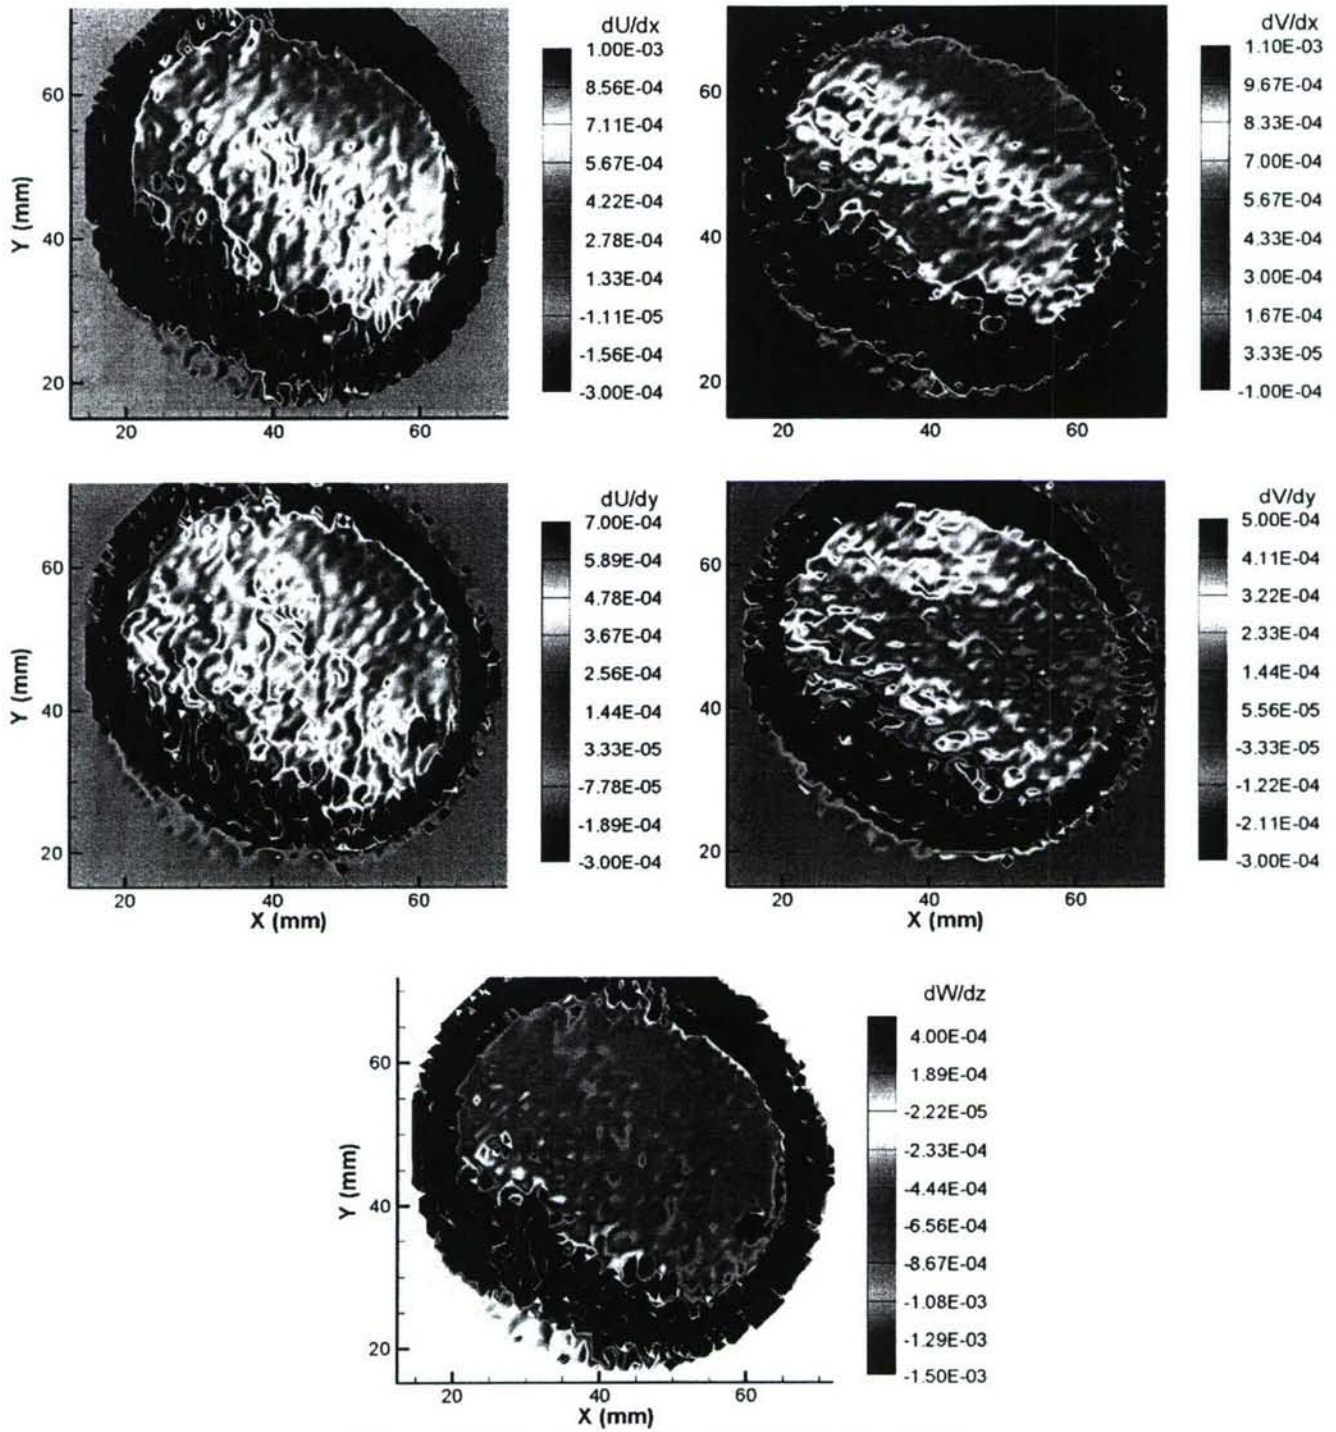 dU/dx
1.00E-03
8.56E-04
7.11E-04
5.67E-04
4.22E-04
2.78E-04
1.33E-04
-1.11E-05
-1.56E-04
-3.00E-04
Y (mm)
60
40
20
20 40 60
dV/dx
1.10E-03
9.67E-04
8.33E-04
7.00E-04
5.67E-04
4.33E-04
3.00E-04
1.67E-04
3.33E-05
-1.00E-04
60
40
20
20 40 60
dU/dy
7.00E-04
5.89E-04
4.78E-04
3.67E-04
2.56E-04
1.44E-04
3.33E-05
-7.78E-05
-1.89E-04
-3.00E-04
Y (mm)
60
40
20
20 40 60
X (mm)
dV/dy
5.00E-04
4.11E-04
3.22E-04
2.33E-04
1.44E-04
5.56E-05
-3.33E-05
-1.22E-04
-2.11E-04
-3.00E-04
60
40
20
20 40 60
X (mm)
dW/dz
4.00E-04
1.89E-04
-2.22E-05
-2.33E-04
-4.44E-04
-6.56E-04
-8.67E-04
-1.08E-03
-1.29E-03
-1.50E-03
Y (mm)
60
40
20
20 40 60
X (mm)